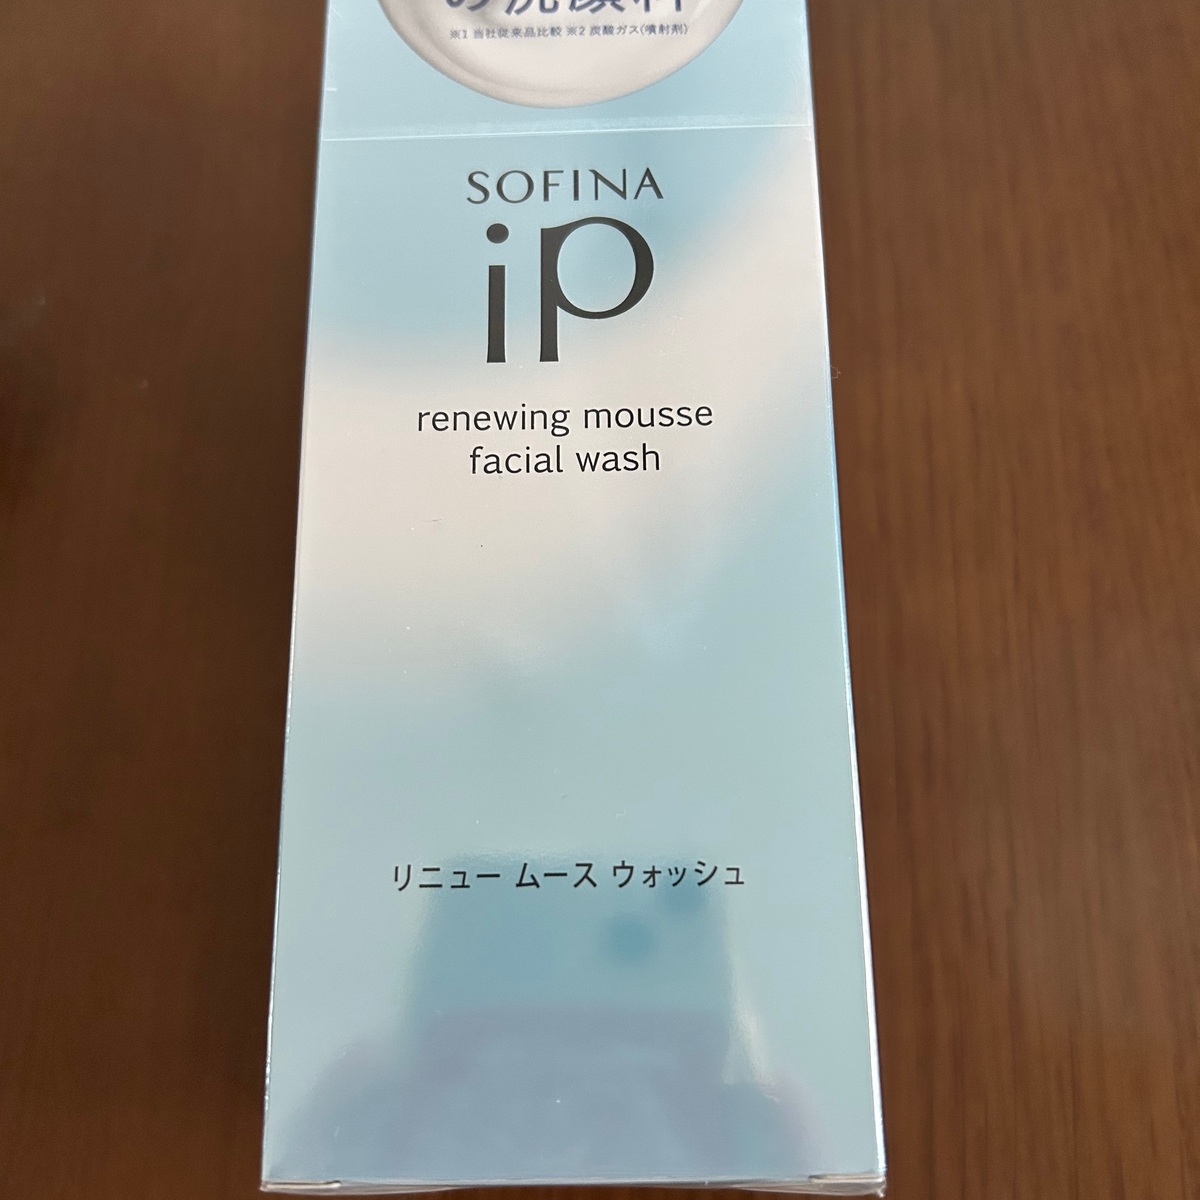 の洗顔料
※1 当社従来品比較 ※2 炭酸ガス(噴射剤)
SOFINA
iP
renewing mousse
facial wash
リニュー ムース ウォッシュ